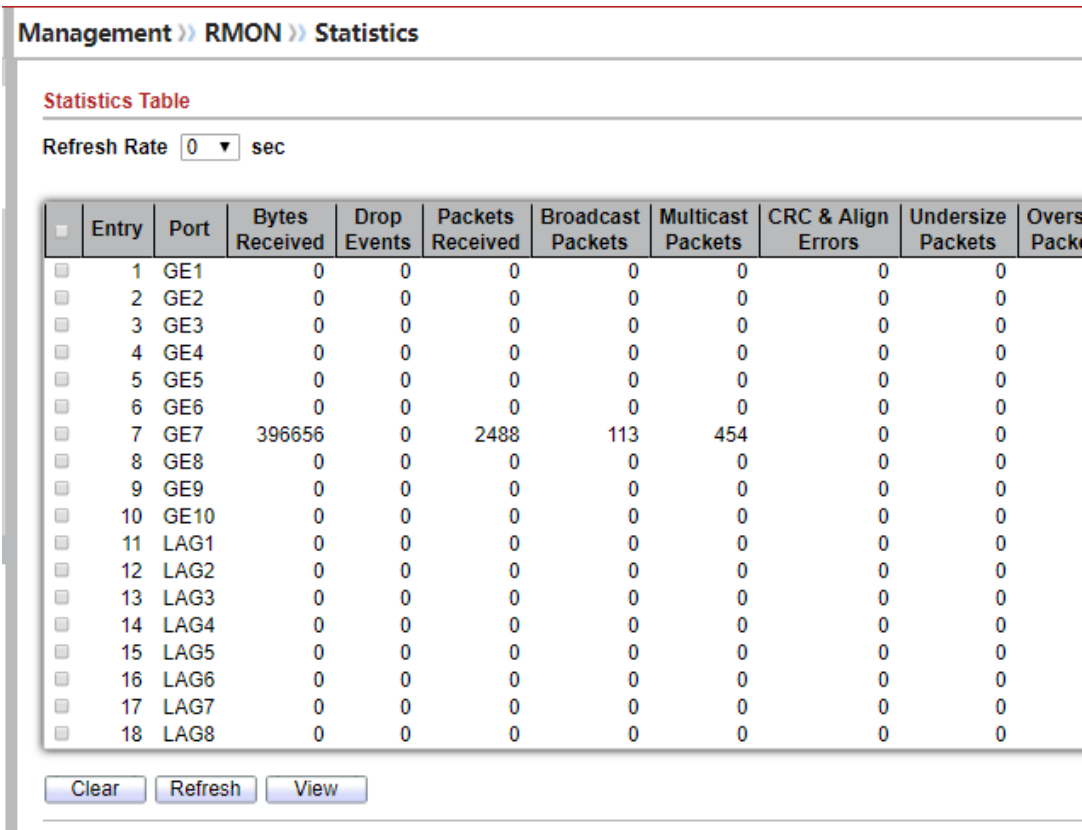 Management » RMON » Statistics
Statistics Table
Refresh Rate 0 ▼ sec
Entry Port Bytes Received Drop Events Packets Received Broadcast Packets Multicast Packets CRC & Align Errors Undersize Packets
1 GE1 0 0 0 0 0 0 0
2 GE2 0 0 0 0 0 0 0
3 GE3 0 0 0 0 0 0 0
4 GE4 0 0 0 0 0 0 0
5 GE5 0 0 0 0 0 0 0
6 GE6 0 0 0 0 0 0 0
7 GE7 396656 0 2488 113 454 0 0
8 GE8 0 0 0 0 0 0 0
9 GE9 0 0 0 0 0 0 0
10 GE10 0 0 0 0 0 0 0
11 LAG1 0 0 0 0 0 0 0
12 LAG2 0 0 0 0 0 0 0
13 LAG3 0 0 0 0 0 0 0
14 LAG4 0 0 0 0 0 0 0
15 LAG5 0 0 0 0 0 0 0
16 LAG6 0 0 0 0 0 0 0
17 LAG7 0 0 0 0 0 0 0
18 LAG8 0 0 0 0 0 0 0
Clear Refresh View